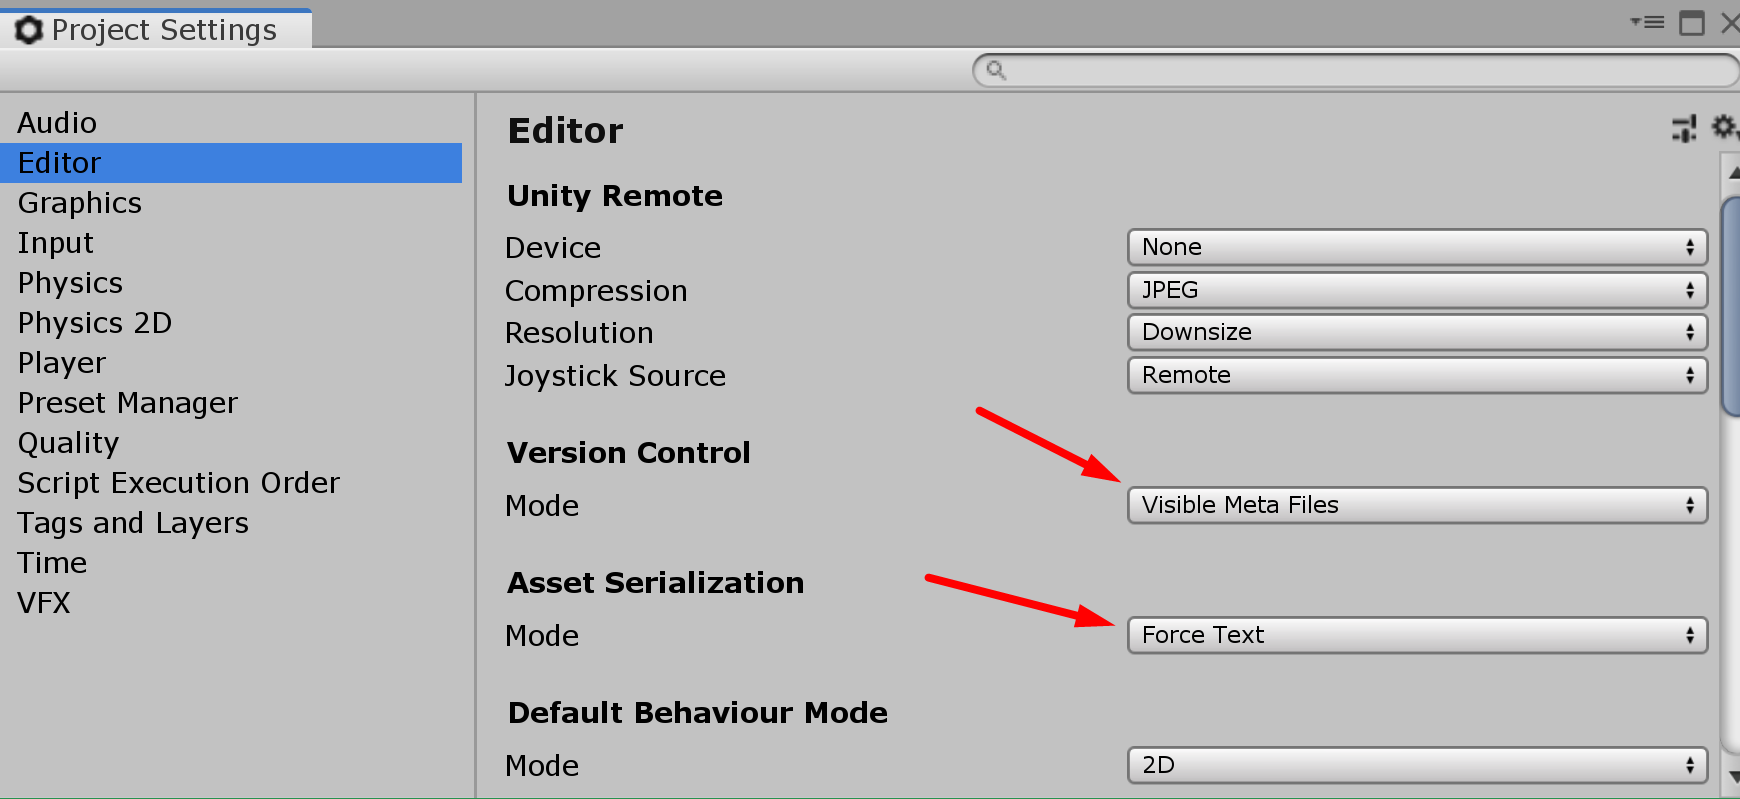 Project Settings
Audio
Editor
Graphics
Input
Physics
Physics 2D
Player
Preset Manager
Quality
Script Execution Order
Tags and Layers
Time
VFX
Editor
Unity Remote
Device None
Compression JPEG
Resolution Downsize
Joystick Source Remote
Version Control
Mode Visible Meta Files
Asset Serialization
Mode Force Text
Default Behaviour Mode
Mode 2D